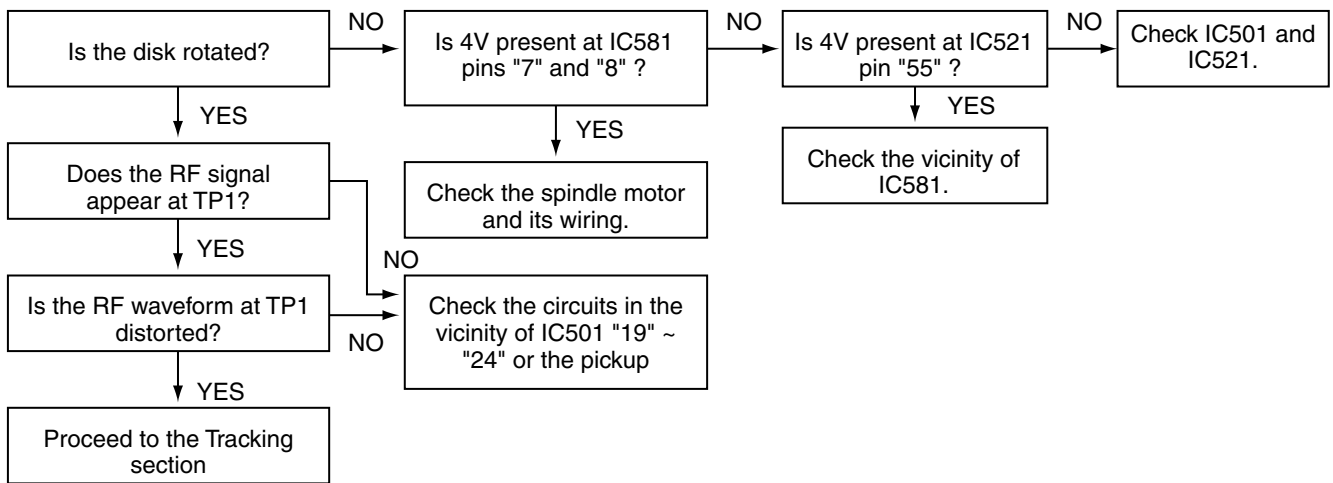 Is the disk rotated?
NO
Is 4V present at IC581
pins "7" and "8" ?
NO
Is 4V present at IC521
pin "55" ?
NO
Check IC501 and
IC521.
YES
YES
YES
Does the RF signal
appear at TP1?
Check the spindle motor
and its wiring.
Check the vicinity of
IC581.
YES
NO
Is the RF waveform at TP1
distorted?
NO
Check the circuits in the
vicinity of IC501 "19" ~
"24" or the pickup
YES
Proceed to the Tracking
section